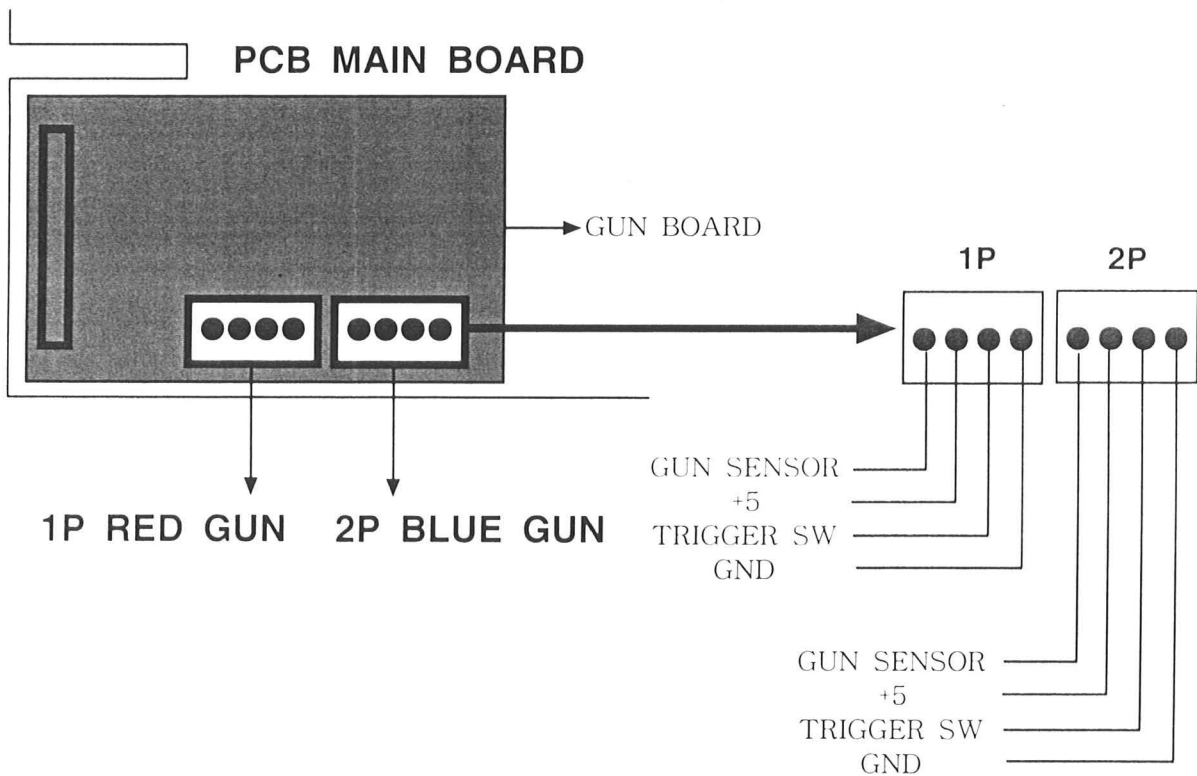 PCB MAIN BOARD
GUN BOARD
1P 2P
1P RED GUN 2P BLUE GUN
GUN SENSOR
+5
TRIGGER SW
GND
GUN SENSOR
+5
TRIGGER SW
GND